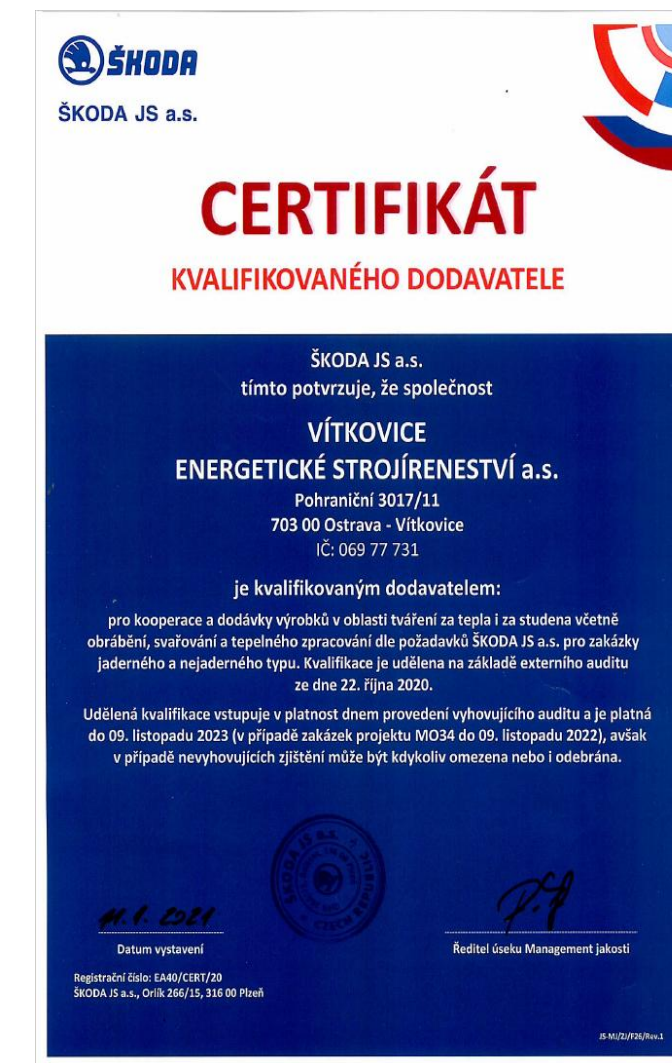 ŠKODA
ŠKODA JS a.s.
CERTIFIKÁT
KVALIFIKOVANÉHO DODAVATELE
ŠKODA JS a.s.
tímto potvrzuje, že společnost
VÍTKOVICE
ENERGETICKÉ STROJÍRENESTVÍ a.s.
Pohraniční 3017/11
703 00 Ostrava - Vítkovice
IČ: 069 77 731
je kvalifikovaným dodavatelem:
pro kooperace a dodávky výrobků v oblasti tváření za tepla i za studena včetně
obrábění, svařování a tepelného zpracování dle požadavků ŠKODA JS a.s. pro zakázky
jaderného a nejaderného typu. Kvalifikace je udělena na základě externího auditu
ze dne 22. října 2020.
Udělená kvalifikace vstupuje v platnost dnem provedení vyhovujícího auditu a je platná
do 09. listopadu 2023 (v případě zakázek projektu MO34 do 09. listopadu 2022), avšak
v případě nevyhovujících zjištění může být kdykoliv omezena nebo i odebrána.
ŠKODA JS a.s.
CZECH REPUBLIC
11.1.2021
Datum vystavení
Ředitel úseku Management jakosti
Registrační číslo: EA40/CERT/20
ŠKODA JS a.s., Orlík 266/15, 316 00 Plzeň
JS-MJ/ZJ/F26/Rev.1